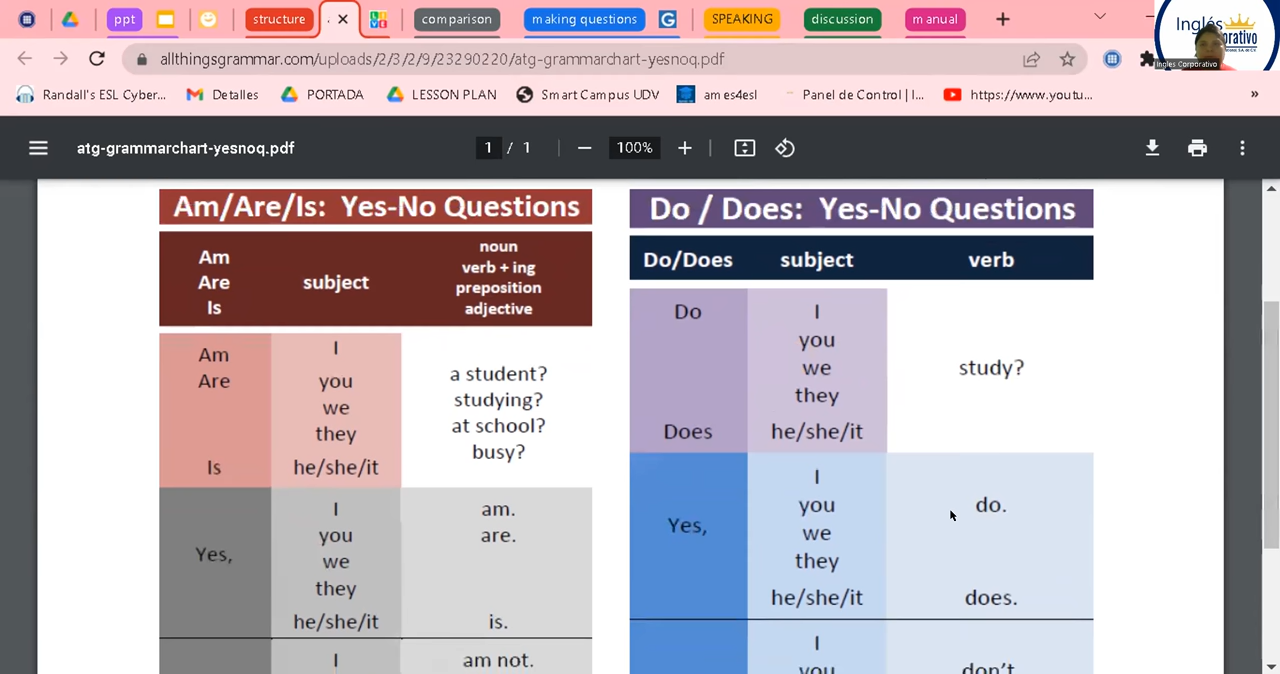 ppt
structure
comparison
making questions
SPEAKING
discussion
manual
Inglés
Ingles Corporativo
allthingsgrammar.com/uploads/2/3/2/9/23290220/atg-grammarchart-yesnoq.pdf
Randall's ESL Cyber...
Detalles
PORTADA
LESSON PLAN
Smart Campus UDV
am es4esl
Panel de Control | I...
https://www.youtu...
»
atg-grammarchart-yesnoq.pdf
1 / 1
100%
Am/Are/Is: Yes-No Questions
Am
Are
Is
subject
noun
verb + ing
preposition
adjective
Am
Are
Is
I
you
we
they
he/she/it
a student?
studying?
at school?
busy?
Yes,
I
you
we
they
he/she/it
am.
are.
is.
I
am not.
Do / Does: Yes-No Questions
Do/Does
subject
verb
Do
Does
I
you
we
they
he/she/it
study?
Yes,
I
you
we
they
he/she/it
do.
does.
I
you
don't